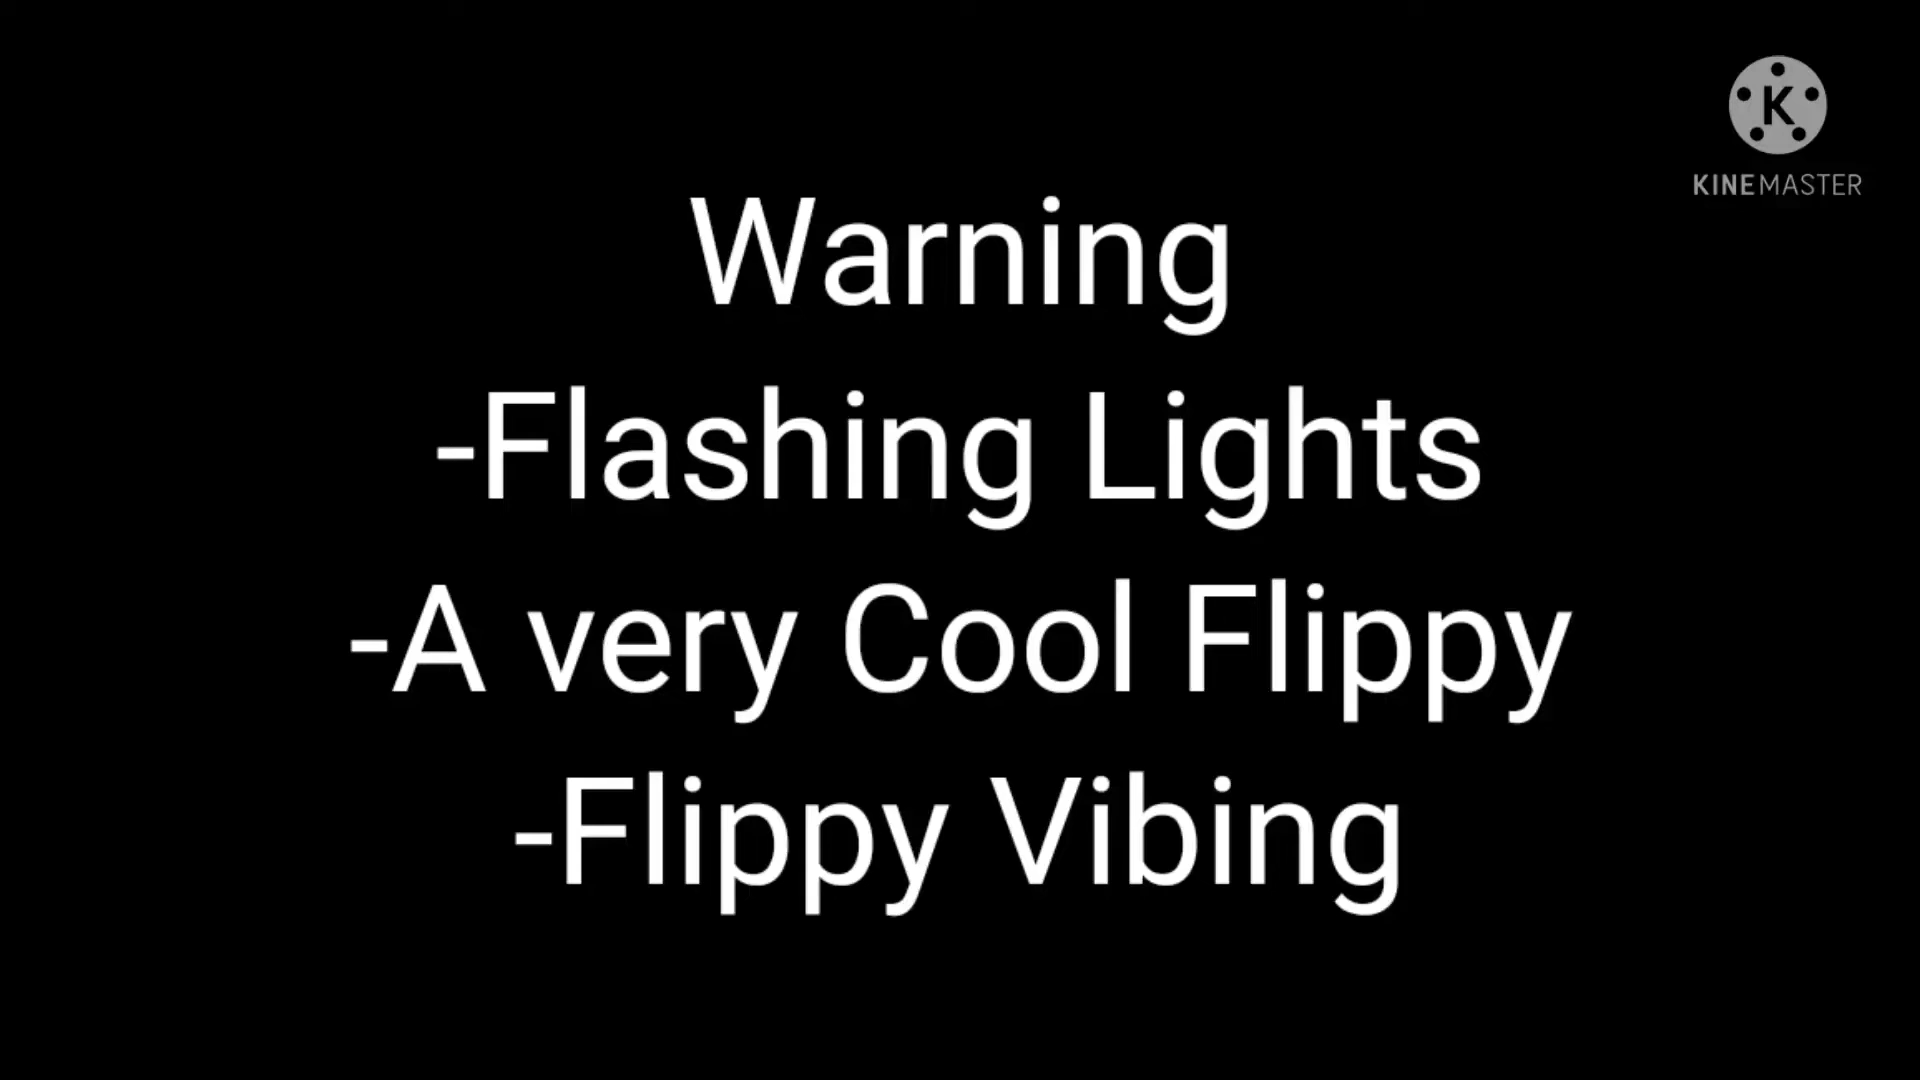 K
KINEMASTER
Warning
-Flashing Lights
-A very Cool Flippy
-Flippy Vibing